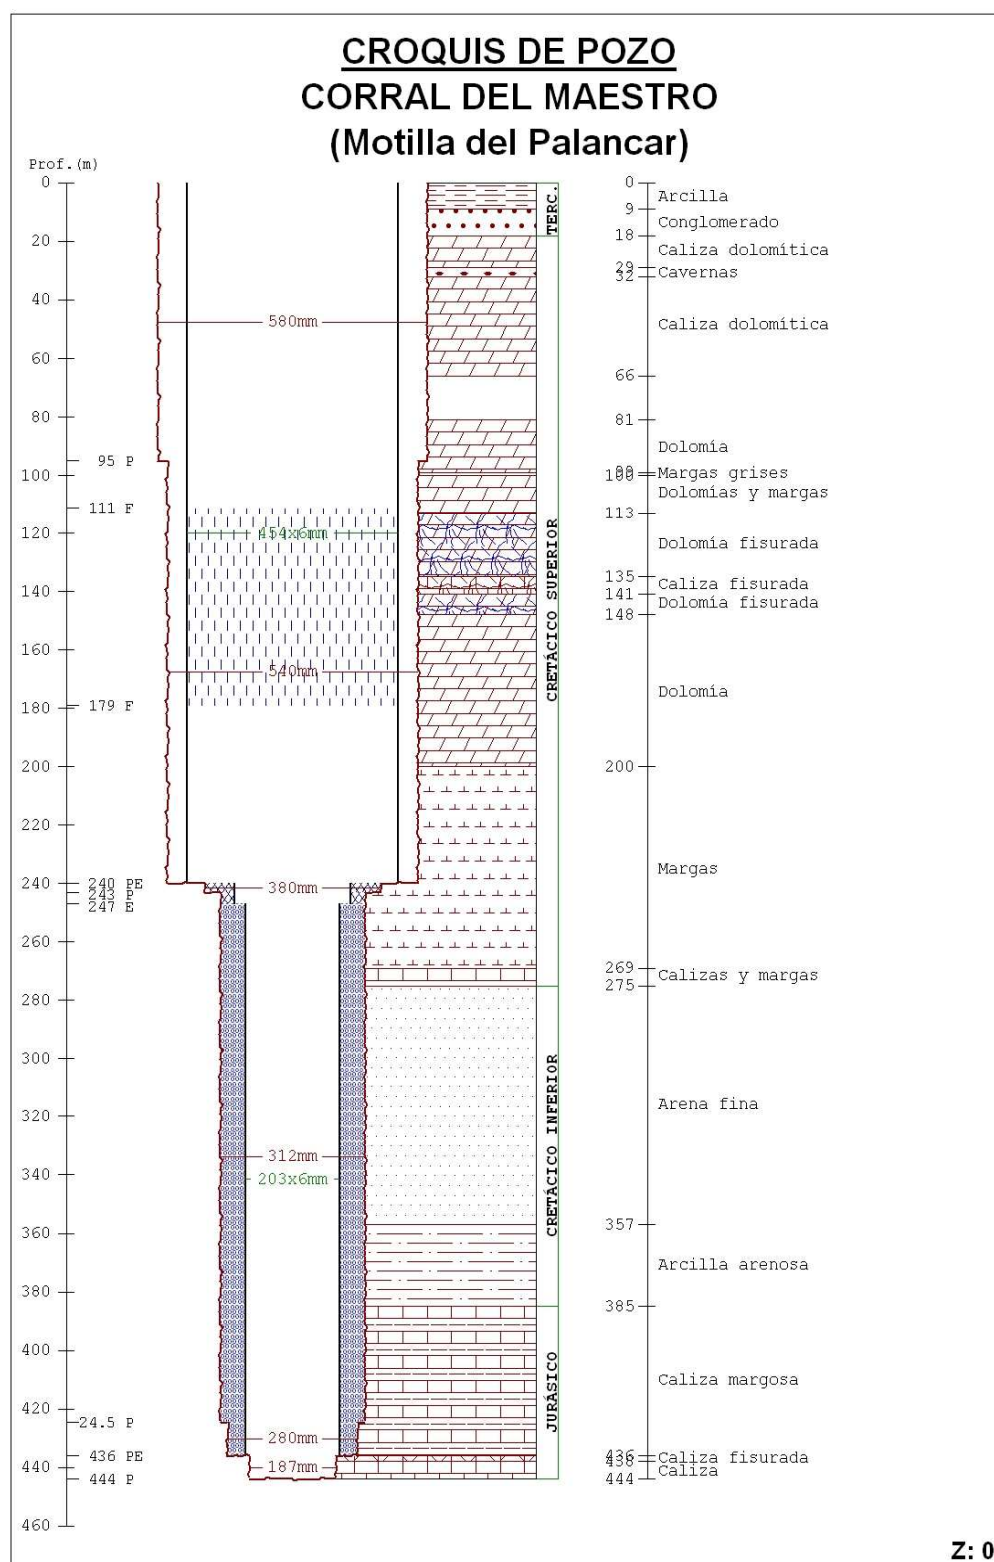 CROQUIS DE POZO
CORRAL DEL MAESTRO
(Motilla del Palancar)
Prof.(m)
0
20
40
60
80
95 P
100
111 F
120
140
160
179 F
180
200
220
240
240 PE
243 P
247 E
260
280
300
320
340
360
380
400
420
24.5 P
436 PE
440
444 P
460
580mm
454x6mm
540mm
380mm
312mm
203x6mm
280mm
187mm
TERC.
CRETÁCICO SUPERIOR
CRETÁCICO INFERIOR
JURÁSICO
0
Arcilla
9
Conglomerado
18
Caliza dolomítica
29
Cavernas
32
Caliza dolomítica
66
81
Dolomía
99
Margas grises
100
Dolomías y margas
113
Dolomía fisurada
135
Caliza fisurada
141
Dolomía fisurada
148
Dolomía
200
Margas
269
Calizas y margas
275
Arena fina
357
Arcilla arenosa
385
Caliza margosa
436
Caliza fisurada
438
Caliza
444
Z: 0